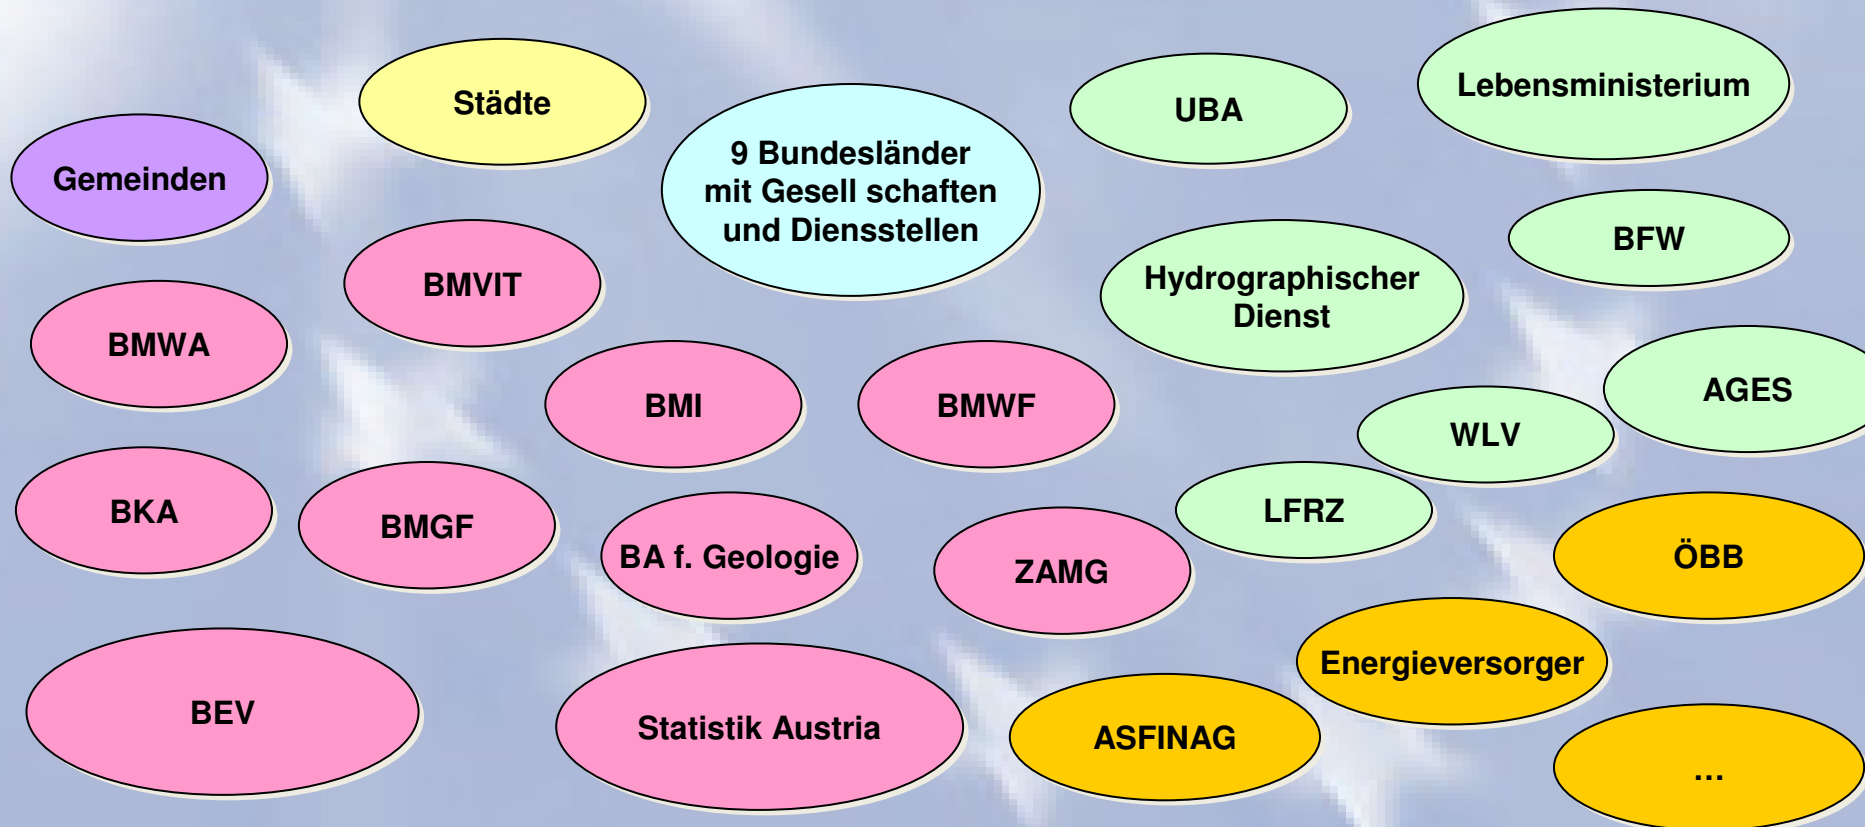 Lebensministerium
Städte
UBA
9 Bundesländer
mit Gesell schaften
und Diensstellen
Gemeinden
BFW
BMVIT
Hydrographischer
Dienst
BMWA
AGES
BMI
BMWF
WLV
BKA
BMGF
LFRZ
BA f. Geologie
ZAMG
ÖBB
Energieversorger
BEV
Statistik Austria
ASFINAG
...